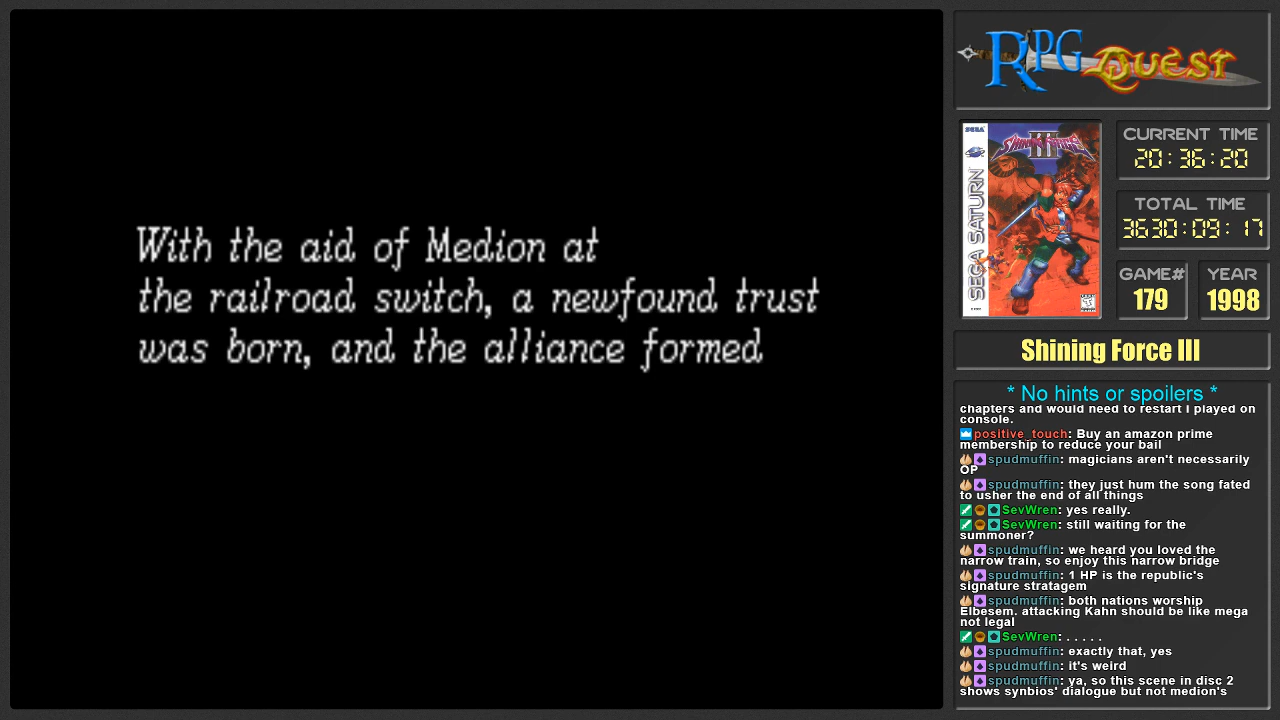 With the aid of Medion at
the railroad switch, a newfound trust
was born, and the alliance formed
RPG Quest
SEGA
SHINING FORCE III
SEGA SATURN
CURRENT TIME
20:36:20
TOTAL TIME
3630:09:17
GAME#
179
YEAR
1998
Shining Force III
* No hints or spoilers *
chapters and would need to restart I played on
console.
positive_touch: Buy an amazon prime
membership to reduce your bail
spudmuffin: magicians aren't necessarily
OP
spudmuffin: they just hum the song fated
to usher the end of all things
SevWren: yes really.
SevWren: still waiting for the
summoner?
spudmuffin: we heard you loved the
narrow train, so enjoy this narrow bridge
spudmuffin: 1 HP is the republic's
signature stratagem
spudmuffin: both nations worship
Elbesem. attacking Kahn should be like mega
not legal
SevWren: . . . . .
spudmuffin: exactly that, yes
spudmuffin: it's weird
spudmuffin: ya, so this scene in disc 2
shows synbios' dialogue but not medion's